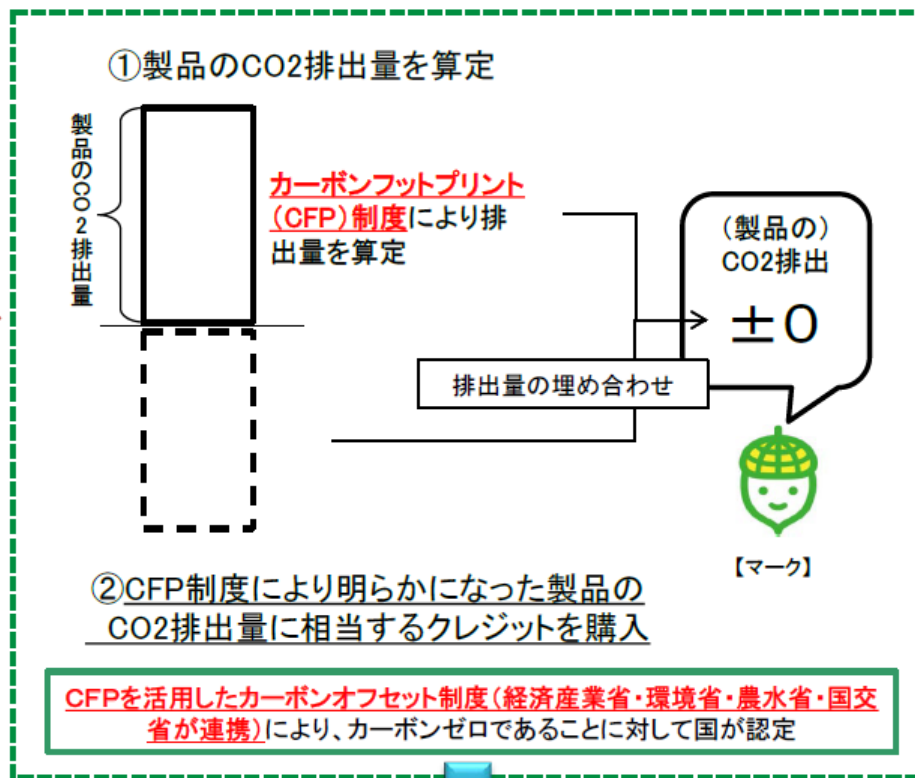 ①製品のCO2排出量を算定
製品のCO2排出量
カーボンフットプリント
(CFP)制度により排
出量を算定
(製品の)
CO2排出
±0
排出量の埋め合わせ
【マーク】
②CFP制度により明らかになった製品の
CO2排出量に相当するクレジットを購入
CFPを活用したカーボンオフセット制度(経済産業省・環境省・農水省・国交
省が連携)により、カーボンゼロであることに対して国が認定